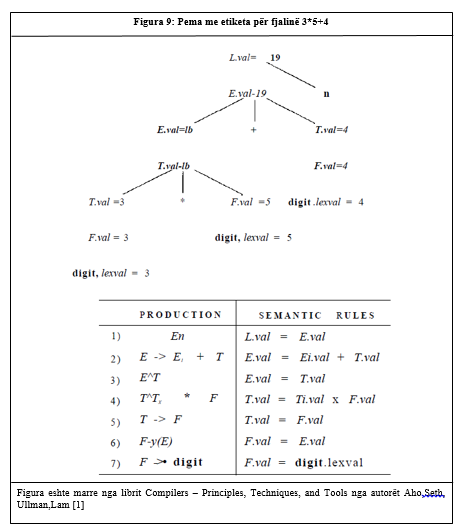 Figura 9: Pema me etiketa për fjalinë 3*5+4
L.val= 19
E.val-19 n
E.val=lb + T.val=4
T.val-lb F.val=4
T.val =3 * F.val =5 digit.lexval = 4
F.val = 3 digit, lexval = 5
digit, lexval = 3
PRODUCTION SEMANTIC RULES
1) En L.val = E.val
2) E -> E₁ + T E.val = Ei.val + T.val
3) E^T E.val = T.val
4) T^Tₓ * F T.val = Ti.val x F.val
5) T -> F T.val = F.val
6) F-y(E) F.val = E.val
7) F >• digit F.val = digit.lexval
Figura eshte marre nga librit Compilers – Principles, Techniques, and Tools nga autorët Aho,Seth,
Ullman,Lam [1]